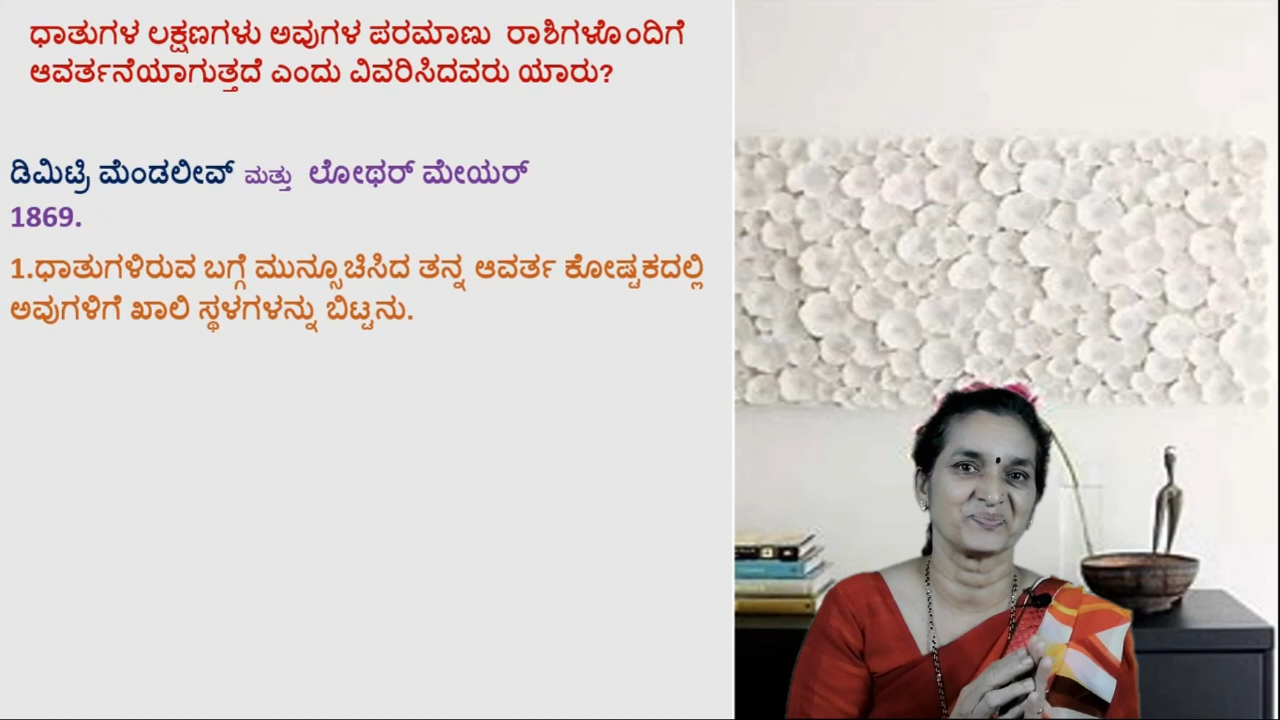 ಧಾತುಗಳ ಲಕ್ಷಣಗಳು ಅವುಗಳ ಪರಮಾಣು ರಾಶಿಗಳೊಂದಿಗೆ
ಆವರ್ತನೆಯಾಗುತ್ತದೆ ಎಂದು ವಿವರಿಸಿದವರು ಯಾರು?
ಡಿಮಿಟ್ರಿ ಮೆಂಡಲೀವ್ ಮತ್ತು ಲೋಥರ್ ಮೇಯರ್
1869.
1.ಧಾತುಗಳಿರುವ ಬಗ್ಗೆ ಮುನ್ಸೂಚಿಸಿದ ತನ್ನ ಆವರ್ತ ಕೋಷ್ಟಕದಲ್ಲಿ
ಅವುಗಳಿಗೆ ಖಾಲಿ ಸ್ಥಳಗಳನ್ನು ಬಿಟ್ಟನು.